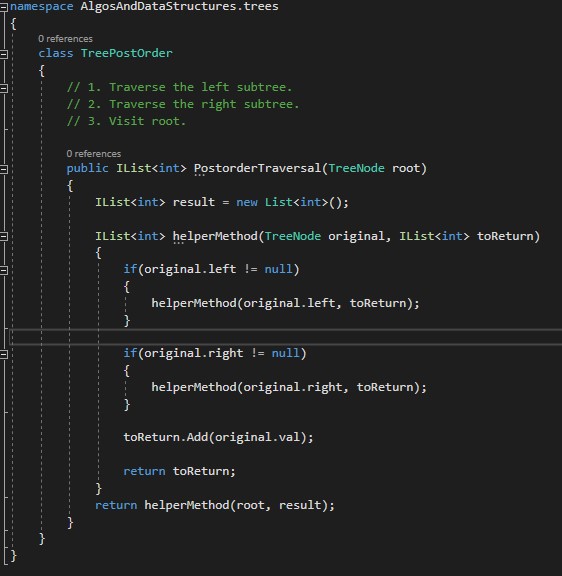 namespace AlgosAndDataStructures.trees
{
0 references
class TreePostOrder
{
// 1. Traverse the left subtree.
// 2. Traverse the right subtree.
// 3. Visit root.
0 references
public IList<int> PostorderTraversal(TreeNode root)
{
IList<int> result = new List<int>();
IList<int> helperMethod(TreeNode original, IList<int> toReturn)
{
if(original.left != null)
{
helperMethod(original.left, toReturn);
}
if(original.right != null)
{
helperMethod(original.right, toReturn);
}
toReturn.Add(original.val);
return toReturn;
}
return helperMethod(root, result);
}
}
}